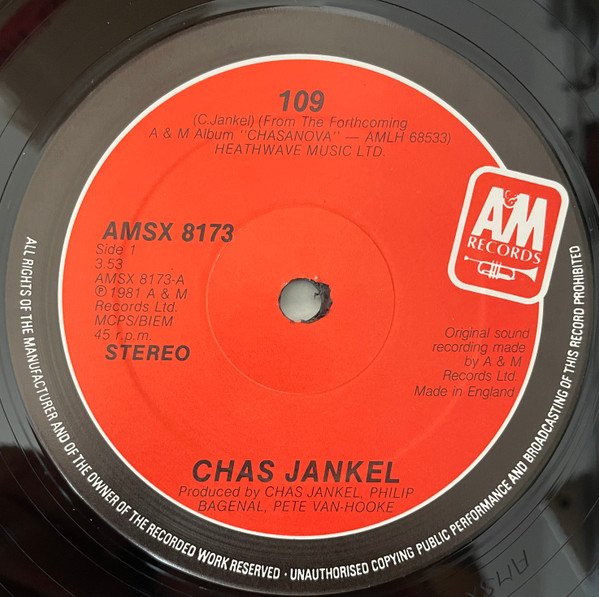 109
(C.Jankel) (From The Forthcoming
A & M Album "CHASANOVA" — AMLH 68533)
HEATHWAVE MUSIC LTD.
A&M
RECORDS
AMSX 8173
Side 1
3.53
AMSX 8173-A
℗ 1981 A & M
Records Ltd.
MCPS/BIEM
45 r.p.m.
STEREO
Original sound
recording made
by A & M
Records Ltd.
Made in England
CHAS JANKEL
Produced by CHAS JANKEL, PHILIP
BAGENAL, PETE VAN-HOOKE
ALL RIGHTS OF THE MANUFACTURER AND OF THE OWNER OF THE RECORDED WORK RESERVED · UNAUTHORISED COPYING PUBLIC PERFORMANCE AND BROADCASTING OF THIS RECORD PROHIBITED
AMSX